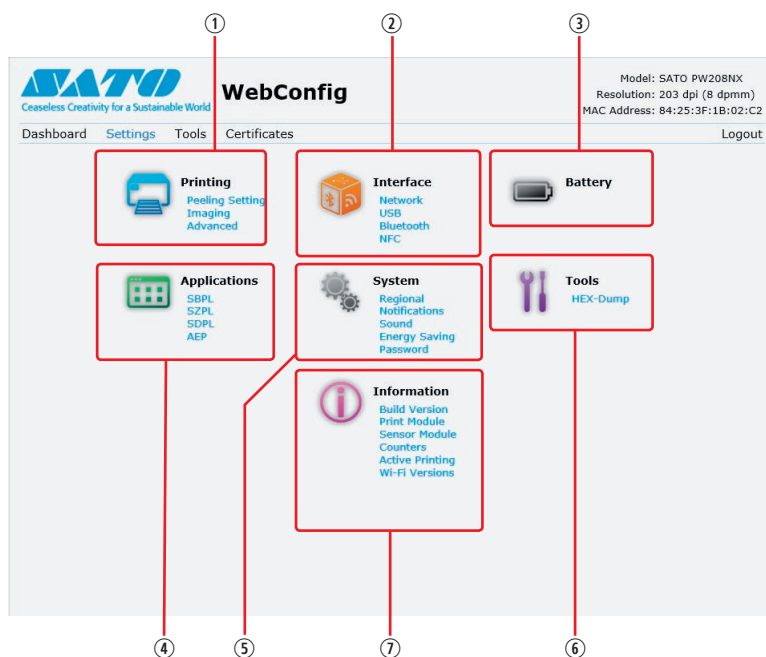 ① ② ③
SATO
Ceaseless Creativity for a Sustainable World
WebConfig
Model: SATO PW208NX
Resolution: 203 dpi (8 dpmm)
MAC Address: 84:25:3F:1B:02:C2
Dashboard Settings Tools Certificates Logout
Printing
Peeling Setting
Imaging
Advanced
Interface
Network
USB
Bluetooth
NFC
Battery
Applications
SBPL
SZPL
SDPL
AEP
System
Regional
Notifications
Sound
Energy Saving
Password
Tools
HEX-Dump
Information
Build Version
Print Module
Sensor Module
Counters
Active Printing
Wi-Fi Versions
④ ⑤ ⑦ ⑥